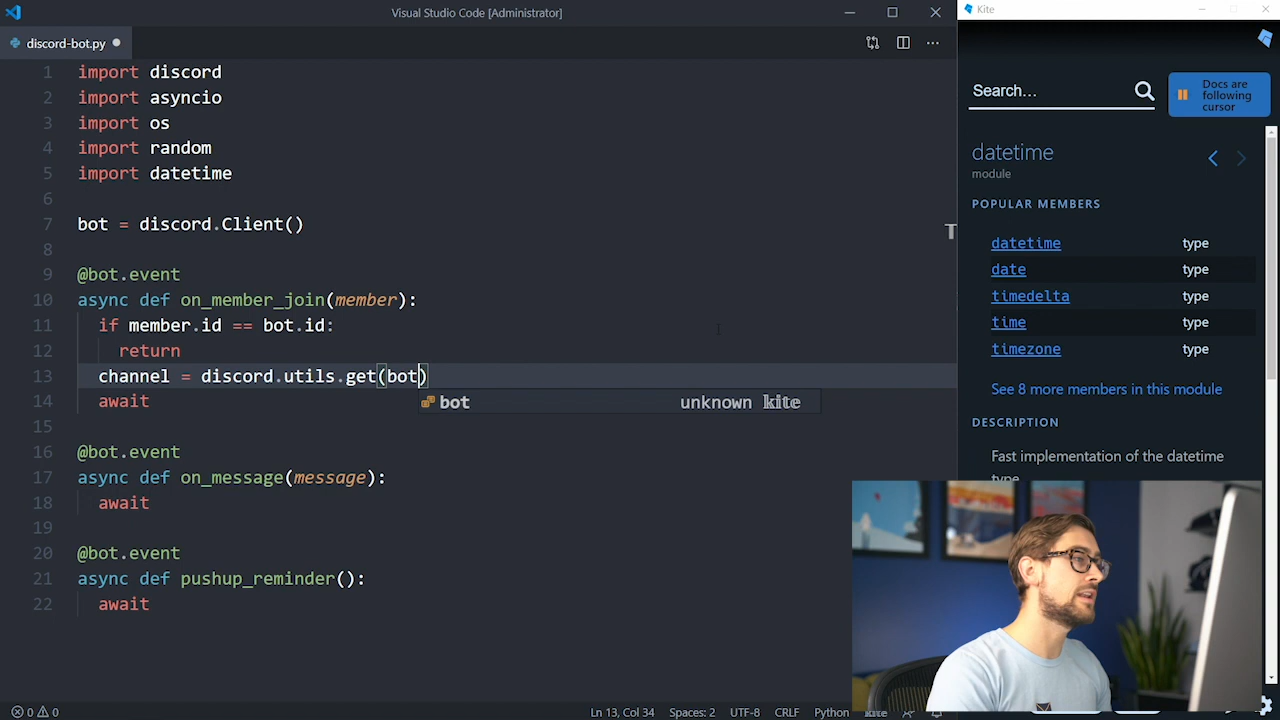 Visual Studio Code [Administrator]
Kite
discord-bot.py
1 import discord
2 import asyncio
3 import os
4 import random
5 import datetime
6
7 bot = discord.Client()
8
9 @bot.event
10 async def on_member_join(member):
11 if member.id == bot.id:
12 return
13 channel = discord.utils.get(bot)
14 await
15
16 @bot.event
17 async def on_message(message):
18 await
19
20 @bot.event
21 async def pushup_reminder():
22 await
bot unknown kite
Search...
Docs are
following
cursor
datetime
module
POPULAR MEMBERS
datetime type
date type
timedelta type
time type
timezone type
See 8 more members in this module
DESCRIPTION
Fast implementation of the datetime
type
0 0 Ln 13, Col 34 Spaces: 2 UTF-8 CRLF Python kite